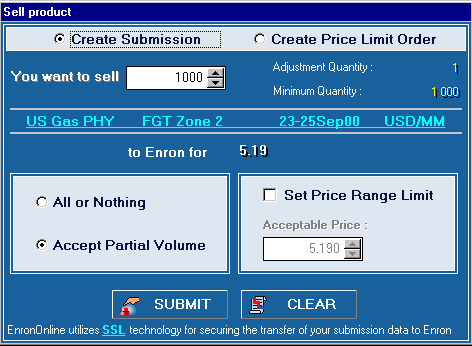 Sell product
Create Submission Create Price Limit Order
You want to sell 1000 Adjustment Quantity : 1
Minimum Quantity : 1 000
US Gas PHY FGT Zone 2 23-25Sep00 USD/MM
to Enron for 5.19
All or Nothing
Accept Partial Volume
Set Price Range Limit
Acceptable Price :
5.190
SUBMIT CLEAR
EnronOnline utilizes SSL technology for securing the transfer of your submission data to Enron